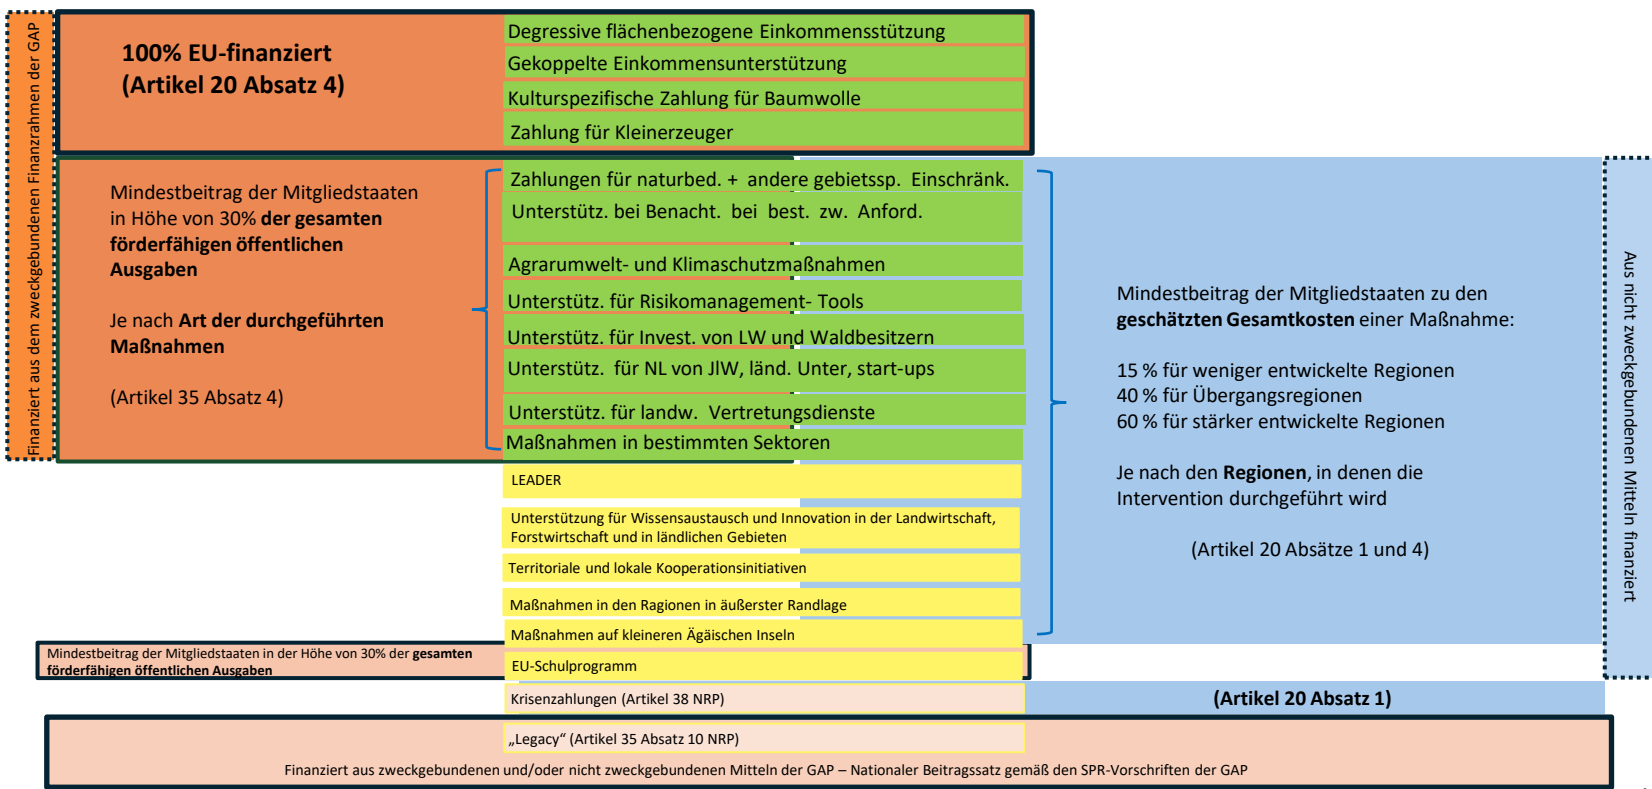 Finanziert aus dem zweckgebundenen Finanzrahmen der GAP
100% EU-finanziert
(Artikel 20 Absatz 4)
Degressive flächenbezogene Einkommensstützung
Gekoppelte Einkommensunterstützung
Kulturspezifische Zahlung für Baumwolle
Zahlung für Kleinerzeuger
Mindestbeitrag der Mitgliedstaaten
in Höhe von 30% der gesamten
förderfähigen öffentlichen
Ausgaben
Je nach Art der durchgeführten
Maßnahmen
(Artikel 35 Absatz 4)
Zahlungen für naturbed. + andere gebietssp. Einschränk.
Unterstütz. bei Benacht. bei best. zw. Anford.
Agrarumwelt- und Klimaschutzmaßnahmen
Unterstütz. für Risikomanagement- Tools
Unterstütz. für Invest. von LW und Waldbesitzern
Unterstütz. für NL von JlW, länd. Unter, start-ups
Unterstütz. für landw. Vertretungsdienste
Maßnahmen in bestimmten Sektoren
LEADER
Unterstützung für Wissensaustausch und Innovation in der Landwirtschaft,
Forstwirtschaft und in ländlichen Gebieten
Territoriale und lokale Kooperationsinitiativen
Maßnahmen in den Ragionen in äußerster Randlage
Maßnahmen auf kleineren Ägäischen Inseln
Mindestbeitrag der Mitgliedstaaten zu den
geschätzten Gesamtkosten einer Maßnahme:
15 % für weniger entwickelte Regionen
40 % für Übergangsregionen
60 % für stärker entwickelte Regionen
Je nach den Regionen, in denen die
Intervention durchgeführt wird
(Artikel 20 Absätze 1 und 4)
Aus nicht zweckgebundenen Mitteln finanziert
Mindestbeitrag der Mitgliedstaaten in der Höhe von 30% der gesamten
förderfähigen öffentlichen Ausgaben
EU-Schulprogramm
Krisenzahlungen (Artikel 38 NRP)
(Artikel 20 Absatz 1)
„Legacy“ (Artikel 35 Absatz 10 NRP)
Finanziert aus zweckgebundenen und/oder nicht zweckgebundenen Mitteln der GAP – Nationaler Beitragssatz gemäß den SPR-Vorschriften der GAP